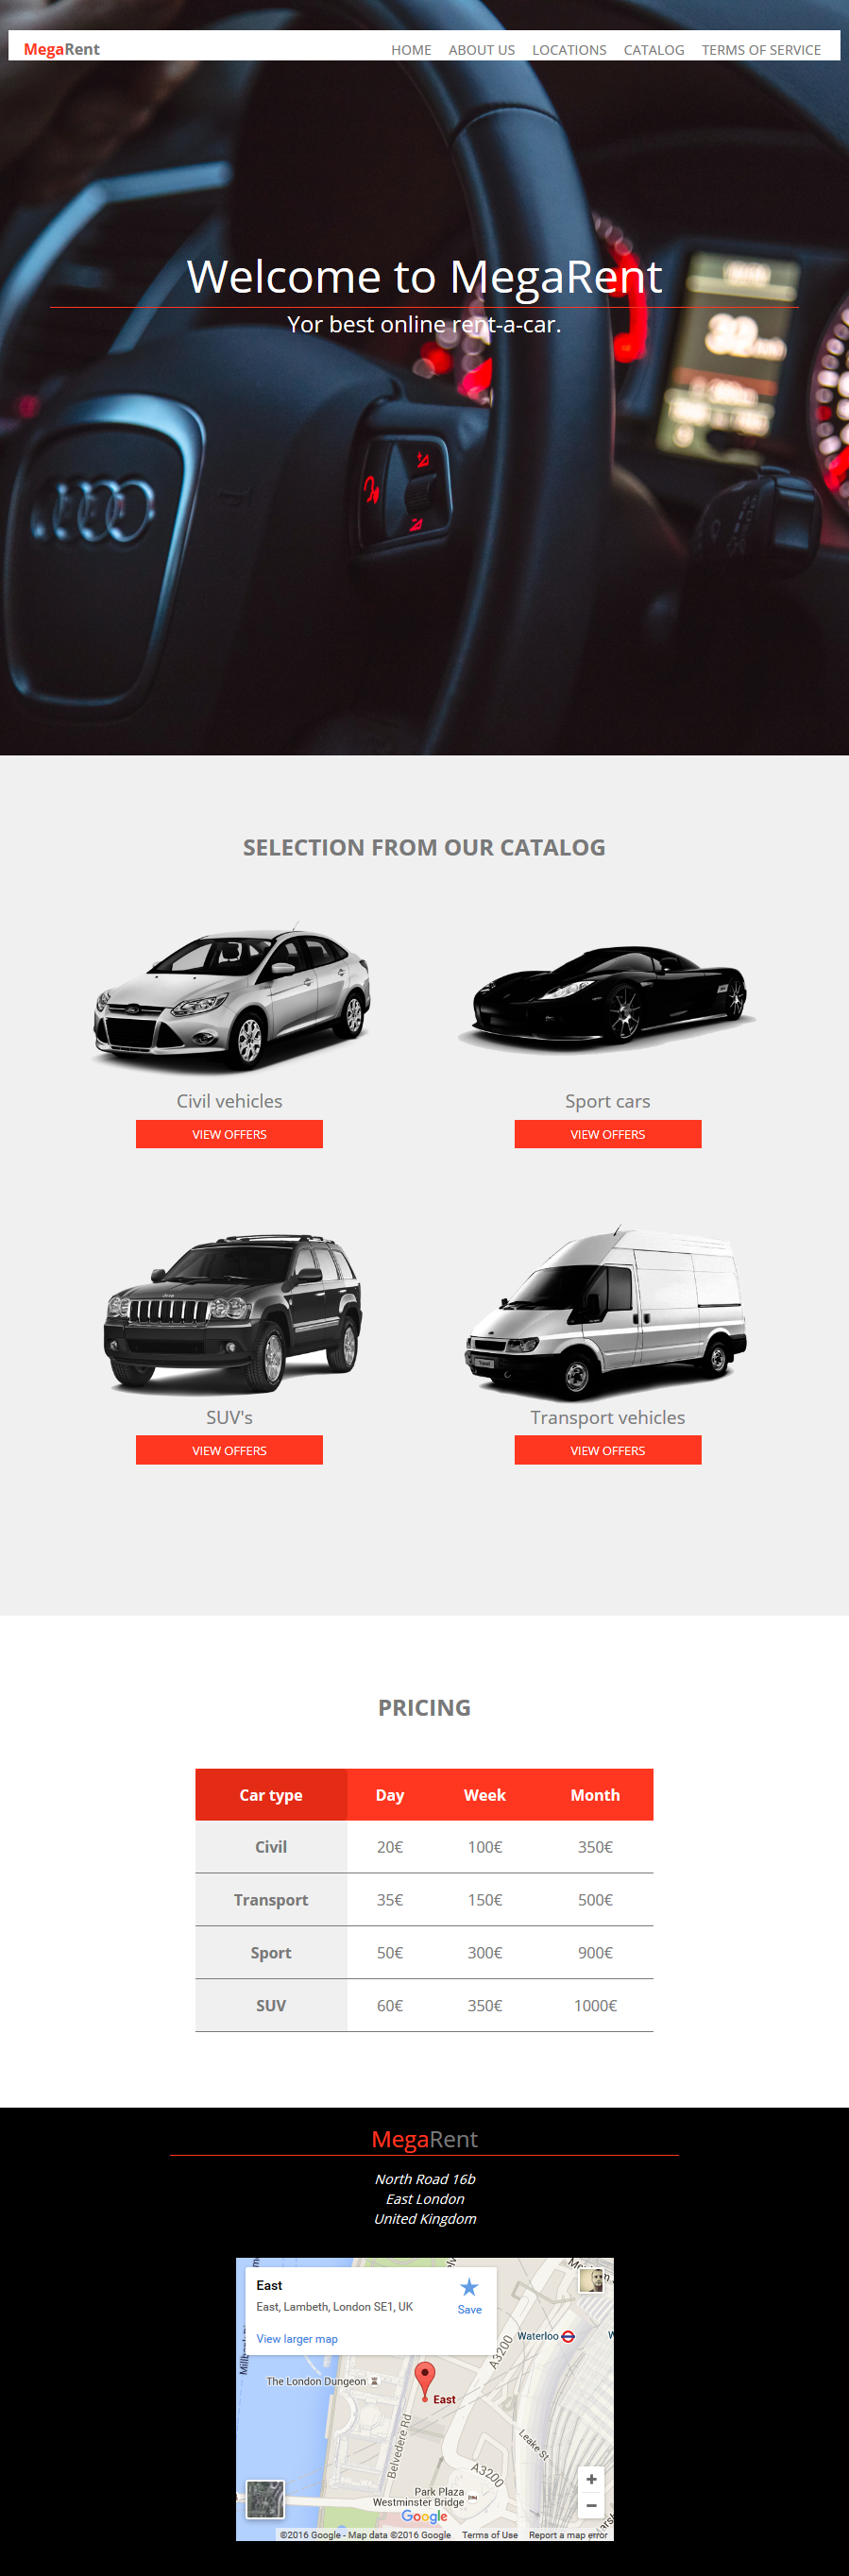 MegaRent HOME ABOUT US LOCATIONS CATALOG TERMS OF SERVICE
Welcome to MegaRent
Yor best online rent-a-car.
SELECTION FROM OUR CATALOG
Civil vehicles
VIEW OFFERS
Sport cars
VIEW OFFERS
SUV's
VIEW OFFERS
Transport vehicles
VIEW OFFERS
PRICING
Car type Day Week Month
Civil 20€ 100€ 350€
Transport 35€ 150€ 500€
Sport 50€ 300€ 900€
SUV 60€ 350€ 1000€
MegaRent
North Road 16b
East London
United Kingdom
East
East, Lambeth, London SE1, UK
Save
View larger map
Waterloo
A3200
The London Dungeon
East
Belvedere Rd
Leake St
A3200
Park Plaza
Westminster Bridge
Google
©2016 Google - Map data ©2016 Google Terms of Use Report a map error